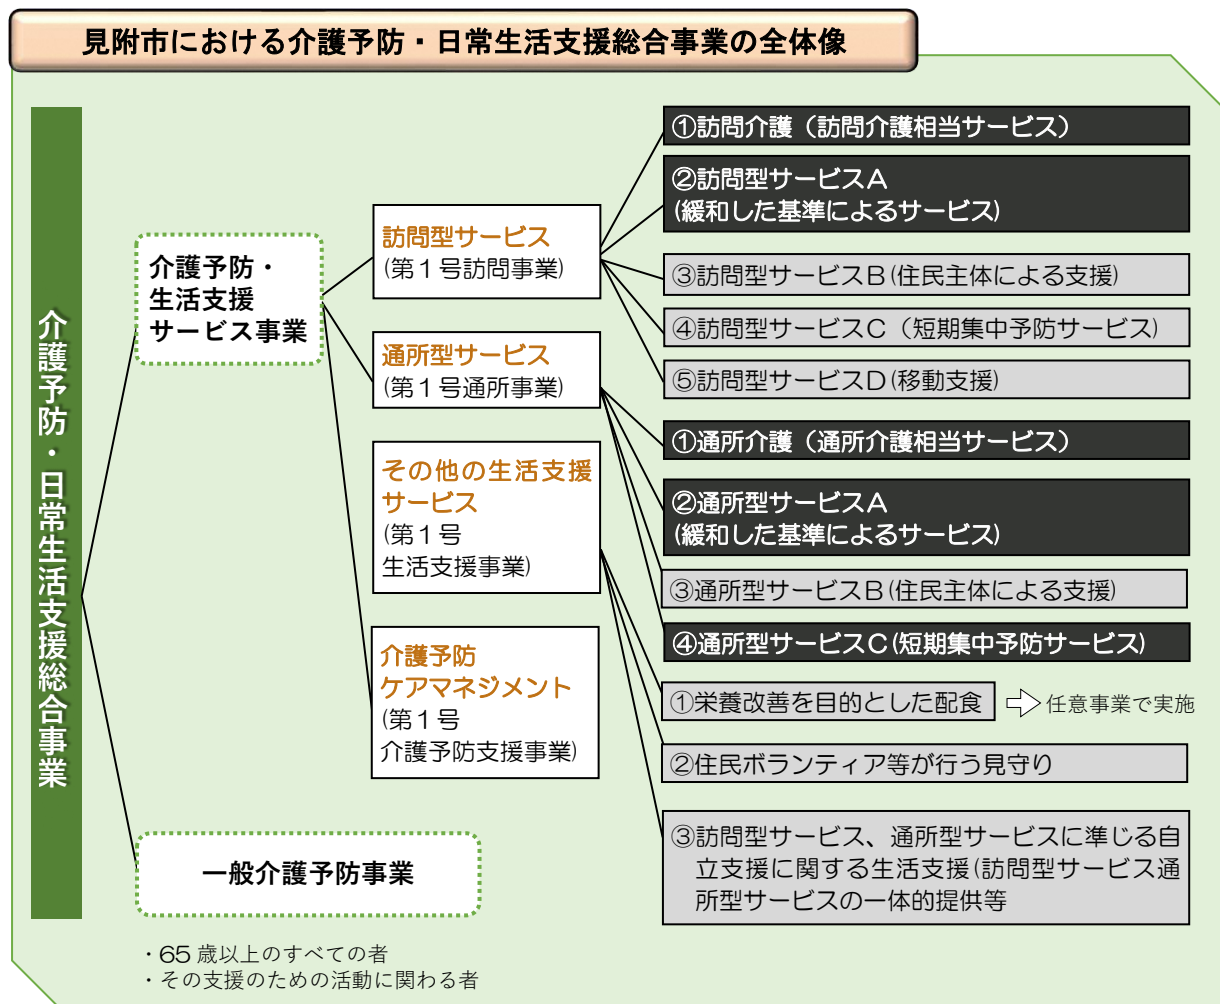 見附市における介護予防・日常生活支援総合事業の全体像
介護予防・日常生活支援総合事業
介護予防・
生活支援
サービス事業
訪問型サービス
(第１号訪問事業)
通所型サービス
(第１号通所事業)
その他の生活支援
サービス
(第１号
生活支援事業)
介護予防
ケアマネジメント
(第１号
介護予防支援事業)
①訪問介護（訪問介護相当サービス）
②訪問型サービスＡ
(緩和した基準によるサービス)
③訪問型サービスＢ(住民主体による支援)
④訪問型サービスＣ（短期集中予防サービス)
⑤訪問型サービスＤ(移動支援)
①通所介護（通所介護相当サービス）
②通所型サービスＡ
(緩和した基準によるサービス)
③通所型サービスＢ(住民主体による支援)
④通所型サービスＣ(短期集中予防サービス)
①栄養改善を目的とした配食
任意事業で実施
②住民ボランティア等が行う見守り
③訪問型サービス、通所型サービスに準じる自
立支援に関する生活支援(訪問型サービス通
所型サービスの一体的提供等
一般介護予防事業
・65 歳以上のすべての者
・その支援のための活動に関わる者